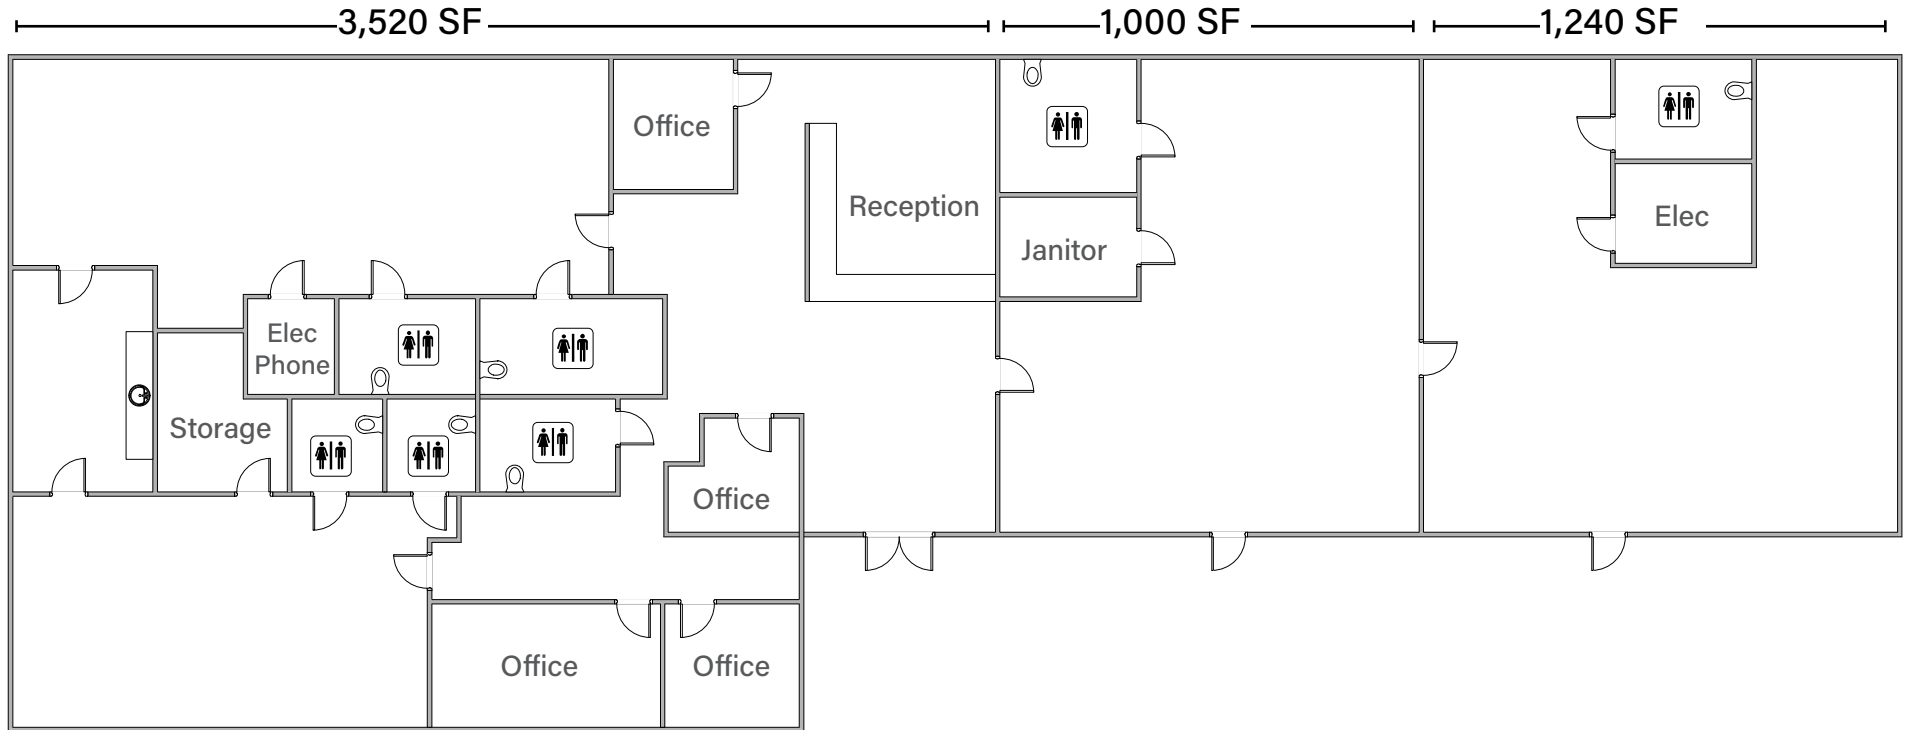 3,520 SF
1,000 SF
1,240 SF
Office
Reception
Janitor
Elec
Elec
Phone
Storage
Office
Office
Office